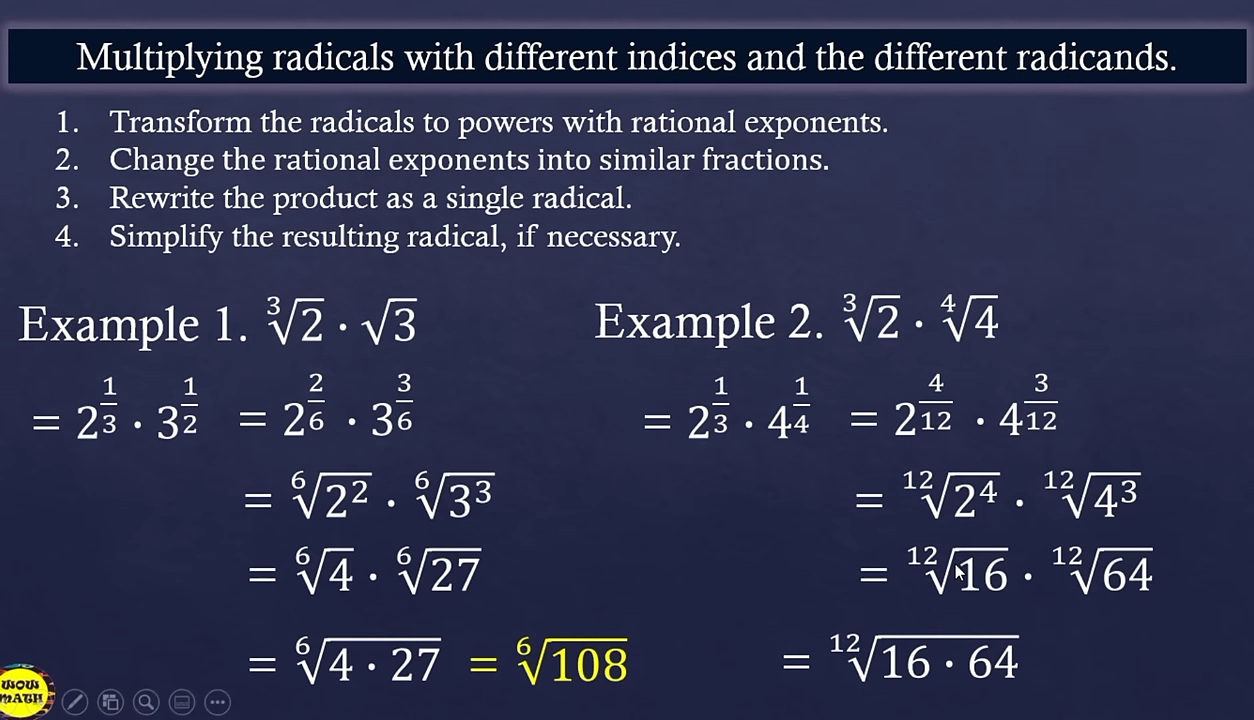 Multiplying radicals with different indices and the different radicands.
1. Transform the radicals to powers with rational exponents.
2. Change the rational exponents into similar fractions.
3. Rewrite the product as a single radical.
4. Simplify the resulting radical, if necessary.
Example 1. ∛2 · √3
= 2^(1/3) · 3^(1/2) = 2^(2/6) · 3^(3/6)
= ⁶√(2²) · ⁶√(3³)
= ⁶√4 · ⁶√27
= ⁶√(4 · 27) = ⁶√108
Example 2. ∛2 · ∜4
= 2^(1/3) · 4^(1/4) = 2^(4/12) · 4^(3/12)
= ¹²√(2⁴) · ¹²√(4³)
= ¹²√16 · ¹²√64
= ¹²√(16 · 64)
WOW
MATH